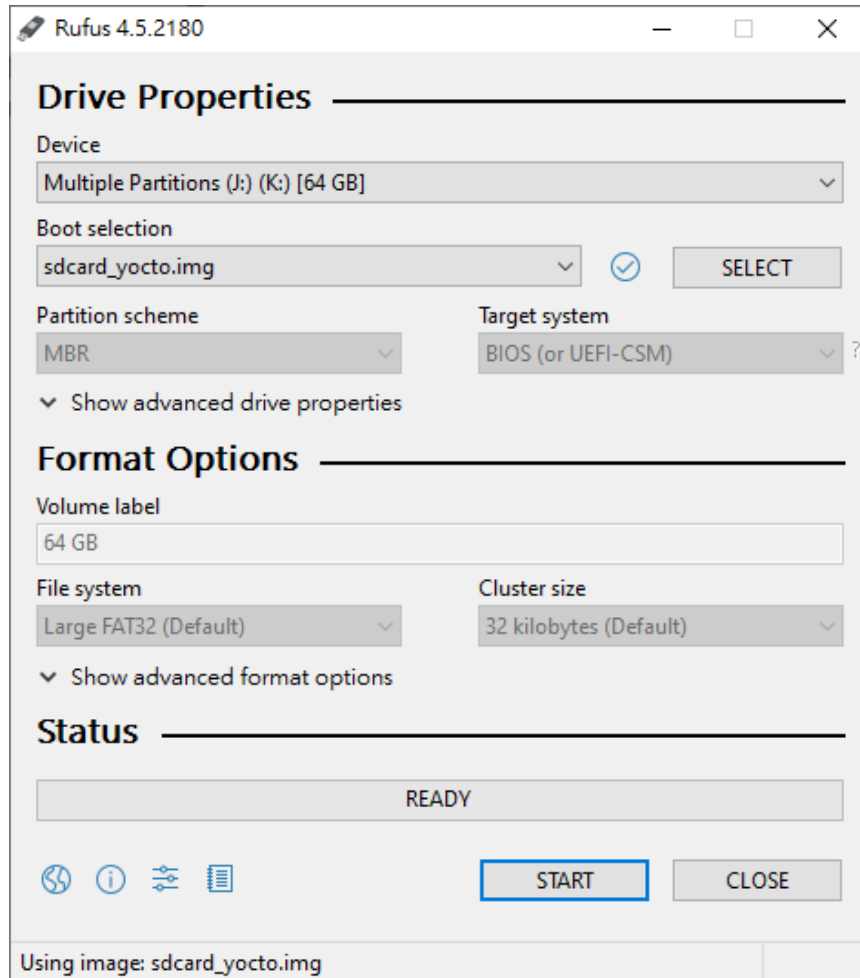 Rufus 4.5.2180
Drive Properties
Device
Multiple Partitions (J:) (K:) [64 GB]
Boot selection
sdcard_yocto.img
SELECT
Partition scheme
Target system
MBR
BIOS (or UEFI-CSM)
?
Show advanced drive properties
Format Options
Volume label
64 GB
File system
Cluster size
Large FAT32 (Default)
32 kilobytes (Default)
Show advanced format options
Status
READY
START
CLOSE
Using image: sdcard_yocto.img